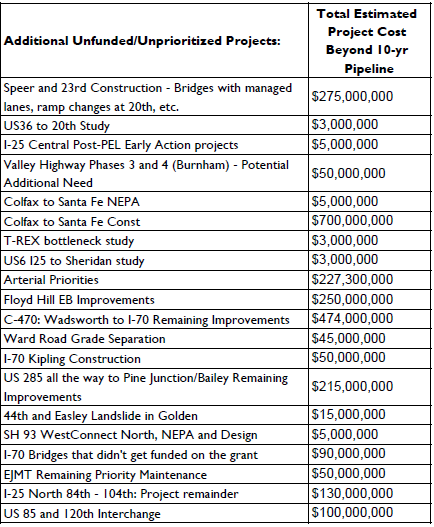 Additional Unfunded/Unprioritized Projects:
Total Estimated
Project Cost
Beyond 10-yr
Pipeline
Speer and 23rd Construction - Bridges with managed
lanes, ramp changes at 20th, etc.
$275,000,000
US36 to 20th Study
$3,000,000
I-25 Central Post-PEL Early Action projects
$5,000,000
Valley Highway Phases 3 and 4 (Burnham) - Potential
Additional Need
$50,000,000
Colfax to Santa Fe NEPA
$5,000,000
Colfax to Santa Fe Const
$700,000,000
T-REX bottleneck study
$3,000,000
US6 I25 to Sheridan study
$3,000,000
Arterial Priorities
$227,300,000
Floyd Hill EB Improvements
$250,000,000
C-470: Wadsworth to I-70 Remaining Improvements
$474,000,000
Ward Road Grade Separation
$45,000,000
I-70 Kipling Construction
$50,000,000
US 285 all the way to Pine Junction/Bailey Remaining
Improvements
$215,000,000
44th and Easley Landslide in Golden
$15,000,000
SH 93 WestConnect North, NEPA and Design
$5,000,000
I-70 Bridges that didn't get funded on the grant
$90,000,000
EJMT Remaining Priority Maintenance
$50,000,000
I-25 North 84th - 104th: Project remainder
$130,000,000
US 85 and 120th Interchange
$100,000,000